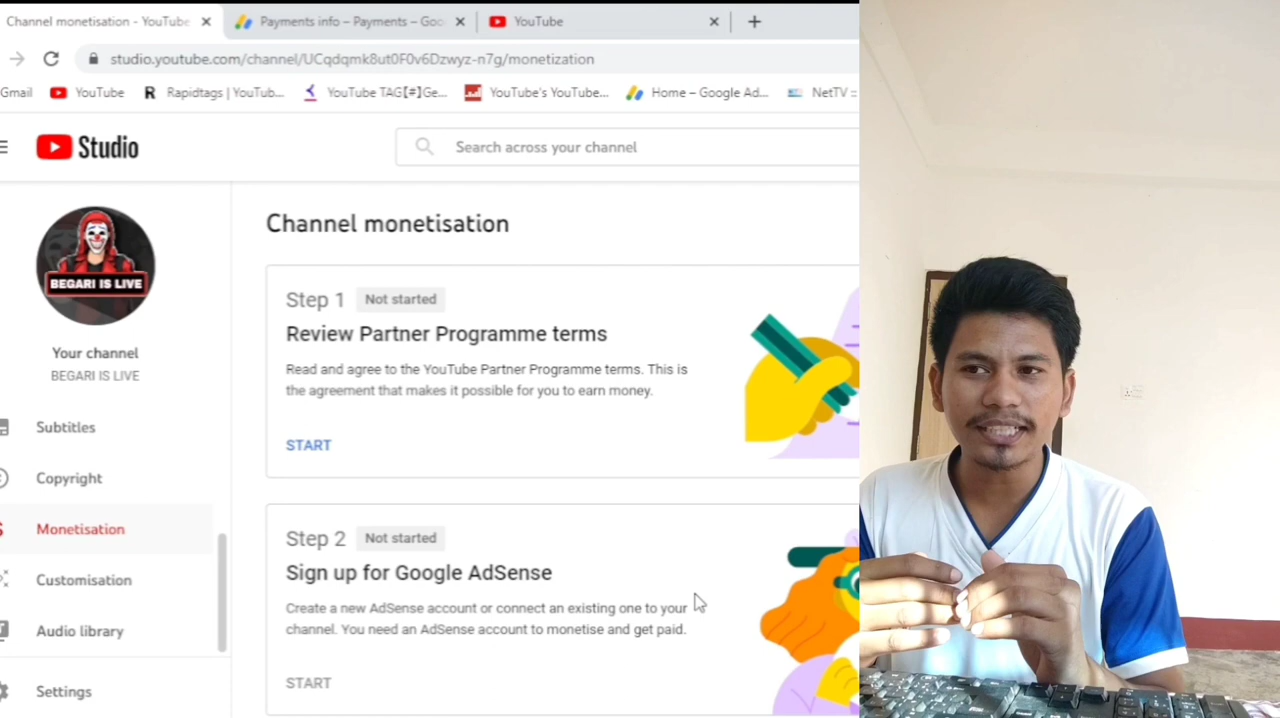 Channel monetisation - YouTube
Payments info – Payments – Goo
YouTube
studio.youtube.com/channel/UCqdqmk8ut0F0v6Dzwyz-n7g/monetization
Gmail
YouTube
Rapidtags | YouTub...
YouTube TAG[#]Ge...
YouTube's YouTube...
Home – Google Ad...
NetTV ::
Studio
Search across your channel
BEGARI IS LIVE
Your channel
BEGARI IS LIVE
Subtitles
Copyright
Monetisation
Customisation
Audio library
Settings
Channel monetisation
Step 1 Not started
Review Partner Programme terms
Read and agree to the YouTube Partner Programme terms. This is
the agreement that makes it possible for you to earn money.
START
Step 2 Not started
Sign up for Google AdSense
Create a new AdSense account or connect an existing one to your
channel. You need an AdSense account to monetise and get paid.
START